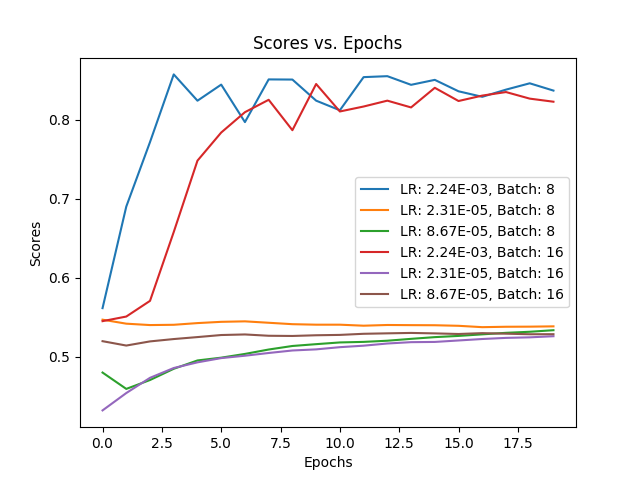 Scores vs. Epochs
Scores
0.8
0.7
0.6
0.5
LR: 2.24E-03, Batch: 8
LR: 2.31E-05, Batch: 8
LR: 8.67E-05, Batch: 8
LR: 2.24E-03, Batch: 16
LR: 2.31E-05, Batch: 16
LR: 8.67E-05, Batch: 16
0.0 2.5 5.0 7.5 10.0 12.5 15.0 17.5
Epochs